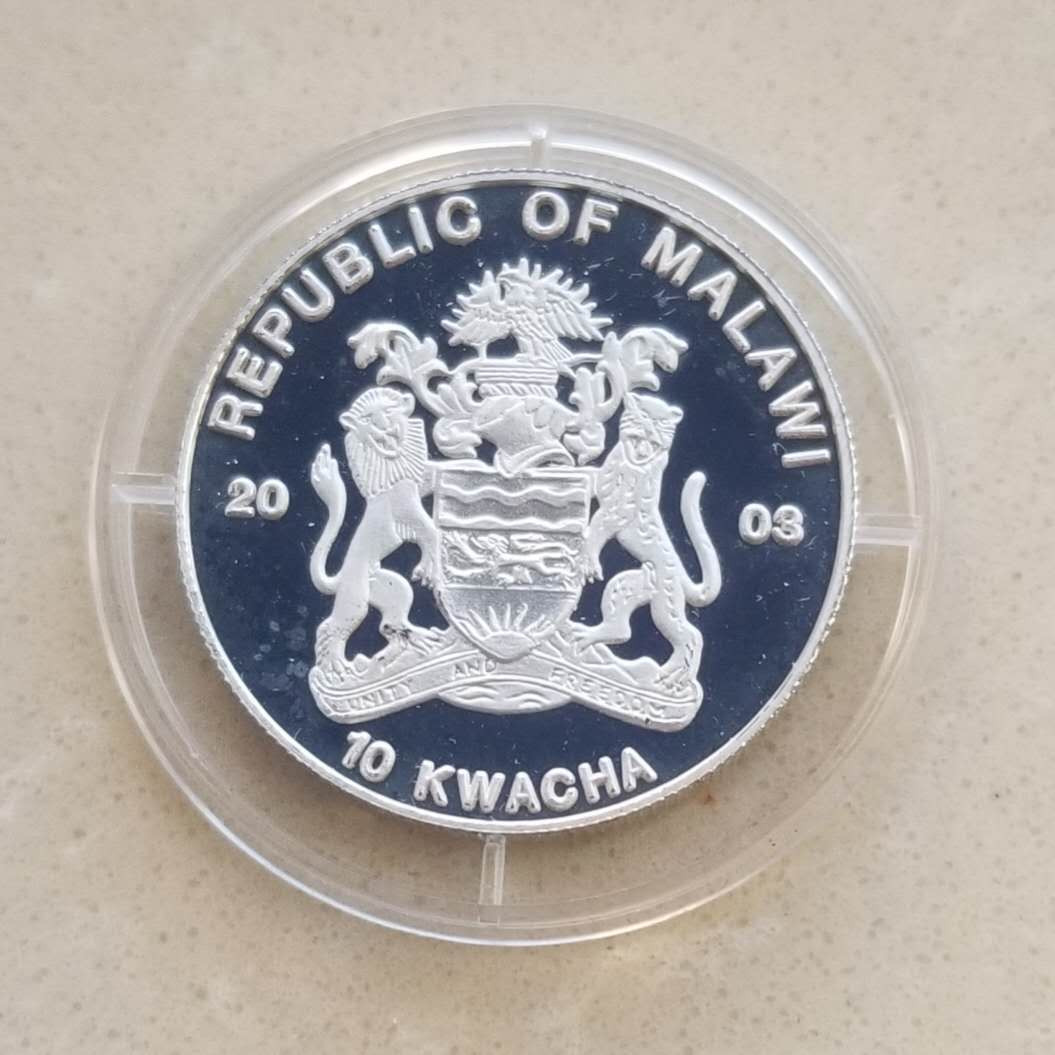 REPUBLIC OF MALAWI
20 03
UNITY AND FREEDOM
10 KWACHA